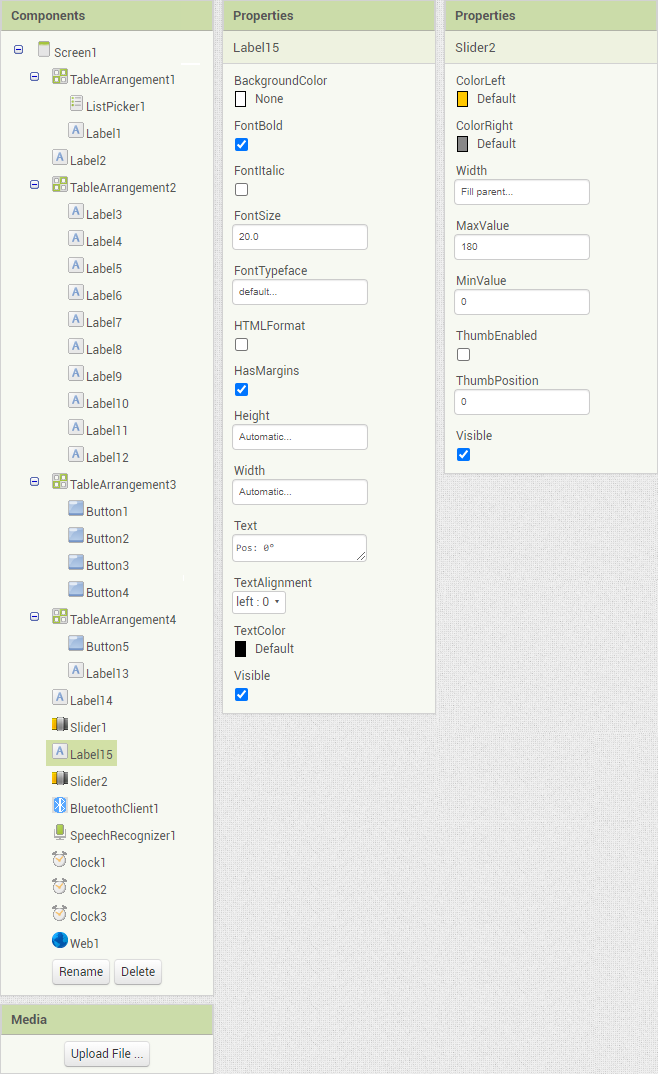 Components
Screen1
TableArrangement1
ListPicker1
A Label1
A Label2
TableArrangement2
A Label3
A Label4
A Label5
A Label6
A Label7
A Label8
A Label9
A Label10
A Label11
A Label12
TableArrangement3
Button1
Button2
Button3
Button4
TableArrangement4
Button5
A Label13
A Label14
Slider1
A Label15
Slider2
BluetoothClient1
SpeechRecognizer1
Clock1
Clock2
Clock3
Web1
Rename Delete
Media
Upload File ...
Properties
Label15
BackgroundColor
None
FontBold
FontItalic
FontSize
20.0
FontTypeface
default...
HTMLFormat
HasMargins
Height
Automatic...
Width
Automatic...
Text
Pos: 0°
TextAlignment
left : 0
TextColor
Default
Visible
Properties
Slider2
ColorLeft
Default
ColorRight
Default
Width
Fill parent...
MaxValue
180
MinValue
0
ThumbEnabled
ThumbPosition
0
Visible